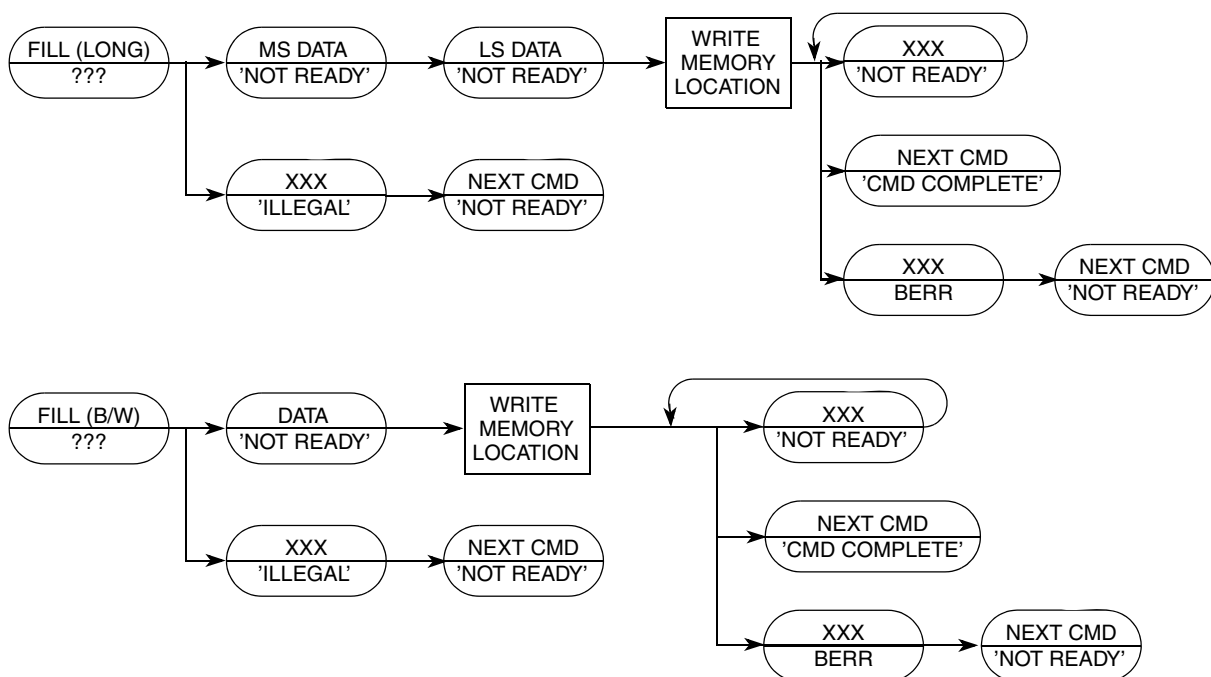 FILL (LONG)
???
MS DATA
'NOT READY'
LS DATA
'NOT READY'
WRITE
MEMORY
LOCATION
XXX
'NOT READY'
XXX
'ILLEGAL'
NEXT CMD
'NOT READY'
NEXT CMD
'CMD COMPLETE'
XXX
BERR
NEXT CMD
'NOT READY'
FILL (B/W)
???
DATA
'NOT READY'
WRITE
MEMORY
LOCATION
XXX
'NOT READY'
XXX
'ILLEGAL'
NEXT CMD
'NOT READY'
NEXT CMD
'CMD COMPLETE'
XXX
BERR
NEXT CMD
'NOT READY'